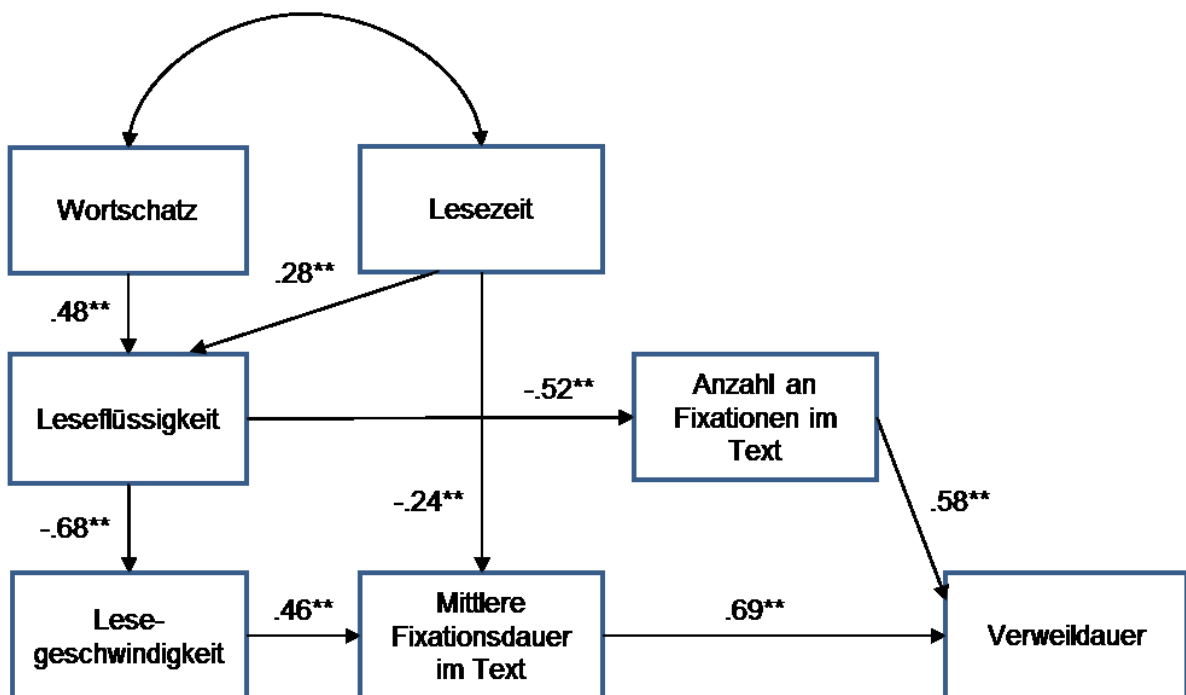 Wortschatz
Lesezeit
.48**
.28**
Leseflüssigkeit
-.52**
Anzahl an
Fixationen im
Text
-.68**
-.24**
.58**
Lese-
geschwindigkeit
.46**
Mittlere
Fixationsdauer
im Text
.69**
Verweildauer